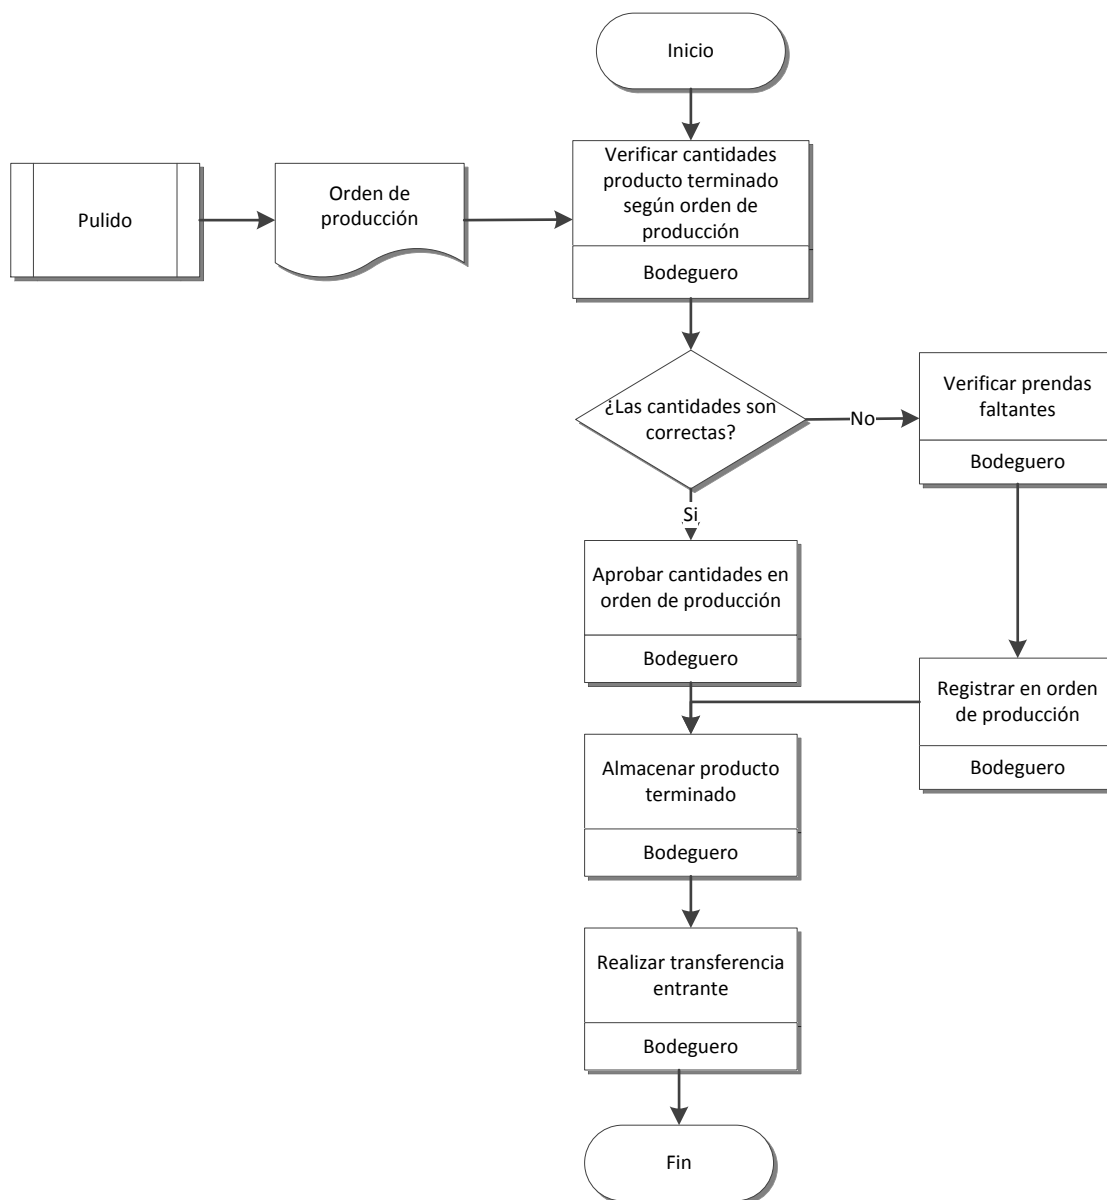 Inicio
Pulido
Orden de
producción
Verificar cantidades
producto terminado
según orden de
producción
Bodeguero
¿Las cantidades son
correctas?
No
Verificar prendas
faltantes
Bodeguero
Si
Aprobar cantidades en
orden de producción
Bodeguero
Registrar en orden
de producción
Bodeguero
Almacenar producto
terminado
Bodeguero
Realizar transferencia
entrante
Bodeguero
Fin